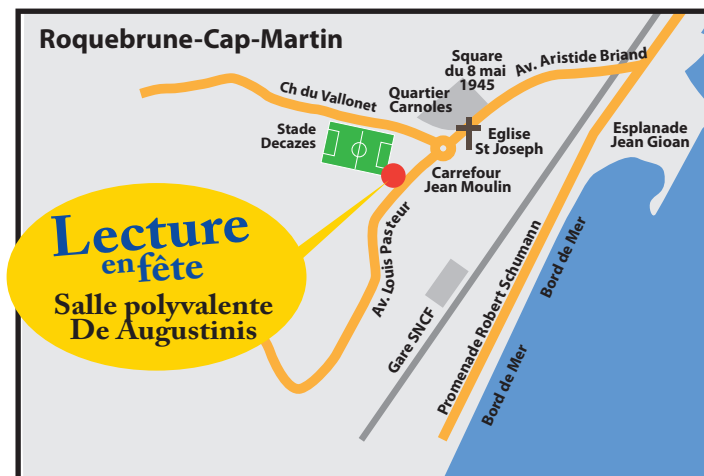 Roquebrune-Cap-Martin
Square
du 8 mai
1945
Av. Aristide Briand
Ch du Vallonet
Quartier
Carnoles
Stade
Decazes
Eglise
St Joseph
Esplanade
Jean Gioan
Carrefour
Jean Moulin
Lecture
en fête
Salle polyvalente
De Augustinis
Av. Louis Pasteur
Gare SNCF
Promenade Robert Schumann
Bord de Mer
Bord de Mer